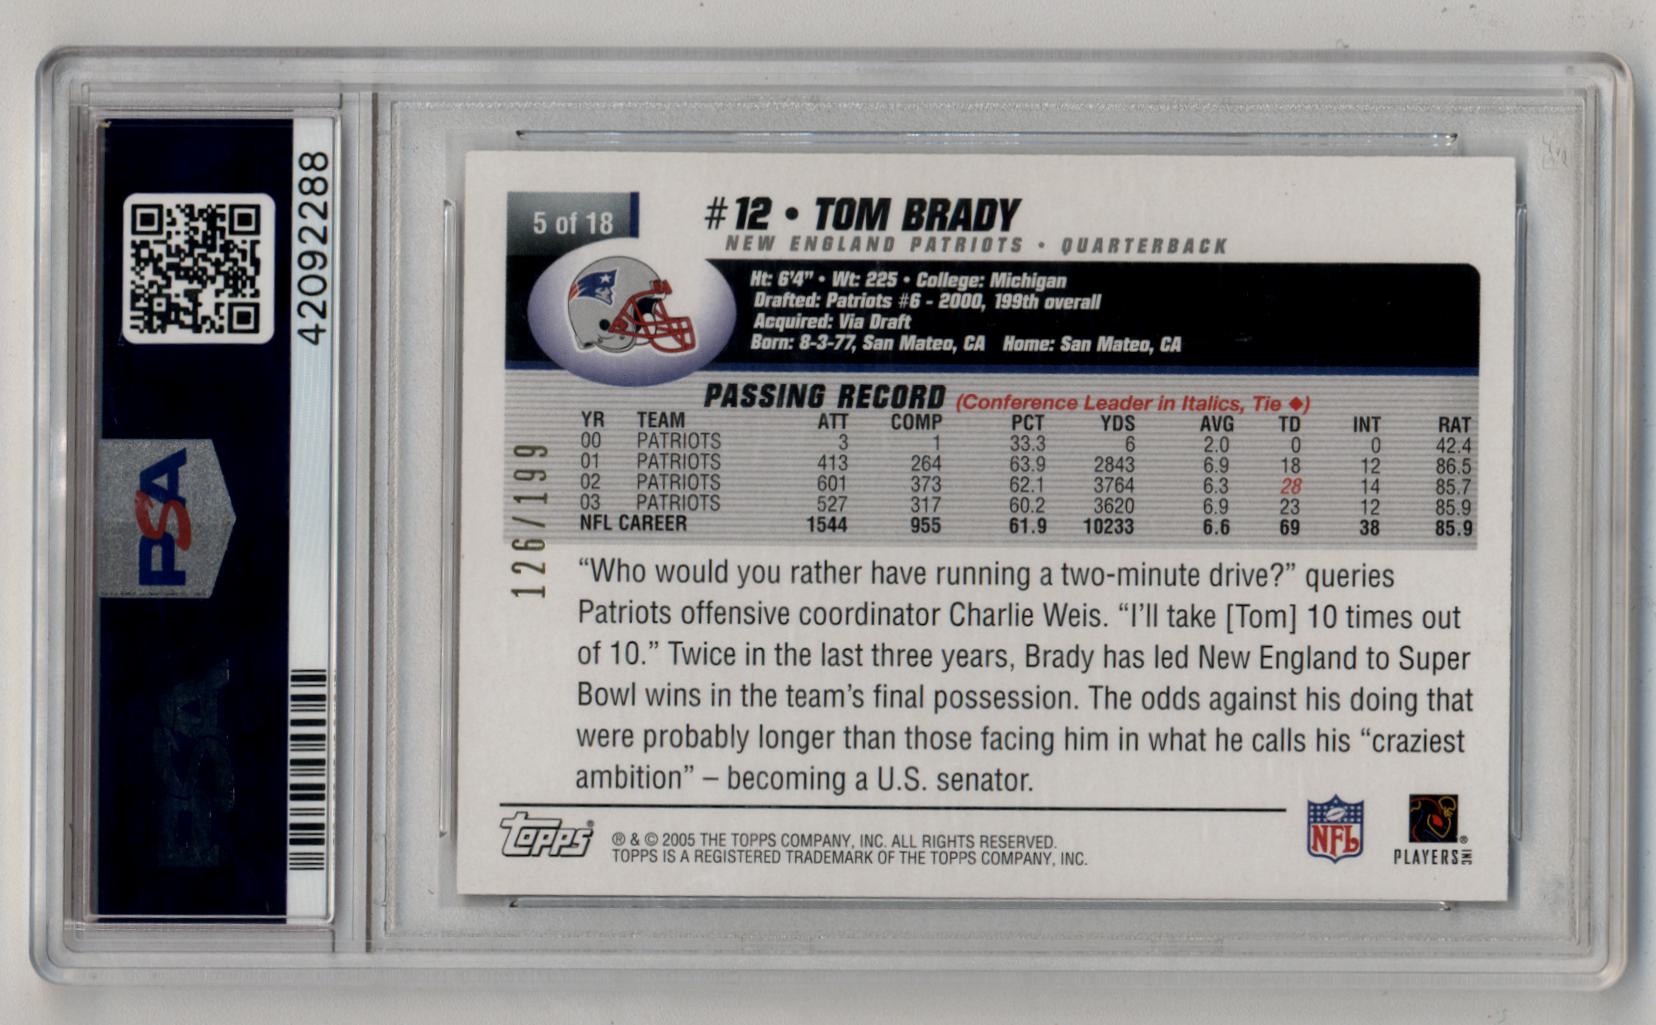 42092288
PSA
5 of 18
#12 • TOM BRADY
NEW ENGLAND PATRIOTS • QUARTERBACK
Ht: 6'4" • Wt: 225 • College: Michigan
Drafted: Patriots #6 - 2000, 199th overall
Acquired: Via Draft
Born: 8-3-77, San Mateo, CA Home: San Mateo, CA
PASSING RECORD (Conference Leader in Italics, Tie ♦)
YR TEAM ATT COMP PCT YDS AVG TD INT RAT
00 PATRIOTS 3 1 33.3 6 2.0 0 0 42.4
01 PATRIOTS 413 264 63.9 2843 6.9 18 12 86.5
02 PATRIOTS 601 373 62.1 3764 6.3 28 14 85.7
03 PATRIOTS 527 317 60.2 3620 6.9 23 12 85.9
NFL CAREER 1544 955 61.9 10233 6.6 69 38 85.9
126/199
“Who would you rather have running a two-minute drive?” queries
Patriots offensive coordinator Charlie Weis. “I’ll take [Tom] 10 times out
of 10.” Twice in the last three years, Brady has led New England to Super
Bowl wins in the team’s final possession. The odds against his doing that
were probably longer than those facing him in what he calls his “craziest
ambition” – becoming a U.S. senator.
Topps®
® & © 2005 THE TOPPS COMPANY, INC. ALL RIGHTS RESERVED.
TOPPS IS A REGISTERED TRADEMARK OF THE TOPPS COMPANY, INC.
NFL
PLAYERS INC
PSA